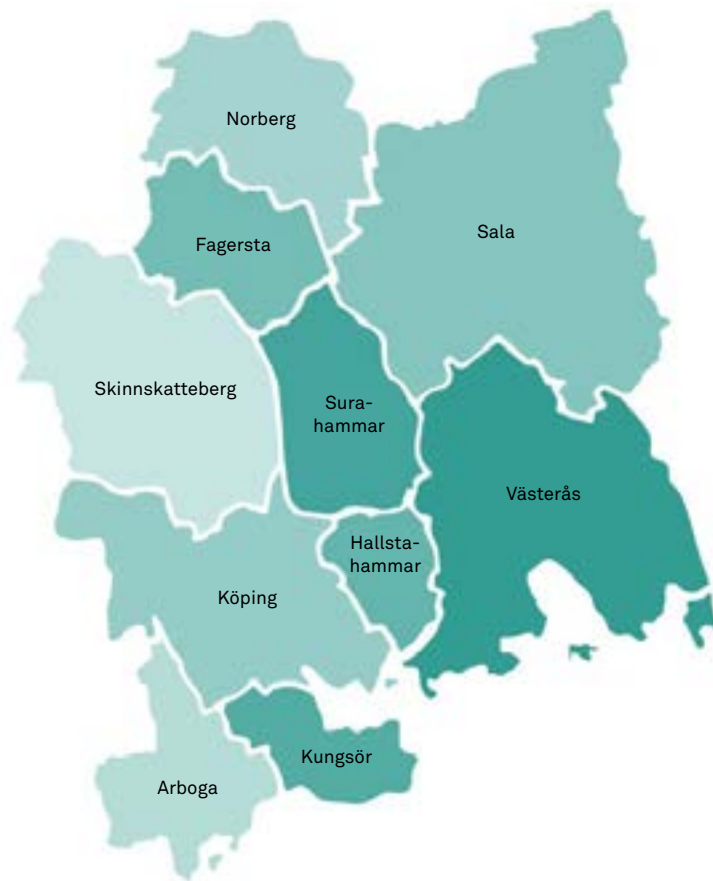 Norberg
Sala
Fagersta
Skinnskatteberg
Sura-
hammar
Västerås
Hallsta-
hammar
Köping
Kungsör
Arboga